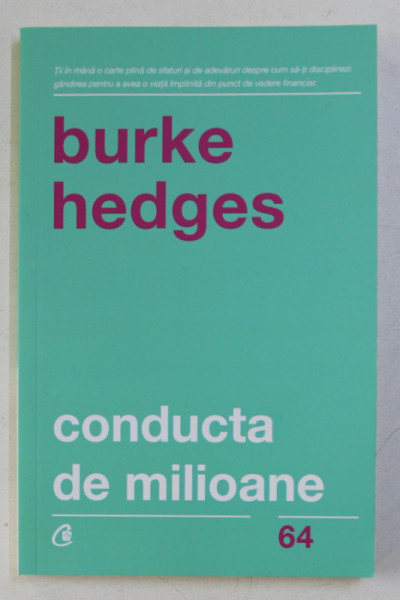 Ții în mână o carte plină de sfaturi și de adevăruri despre cum să-ți disciplinezi
gândirea pentru a avea o viață împlinită din punct de vedere financiar.
burke
hedges
conducta
de milioane
64